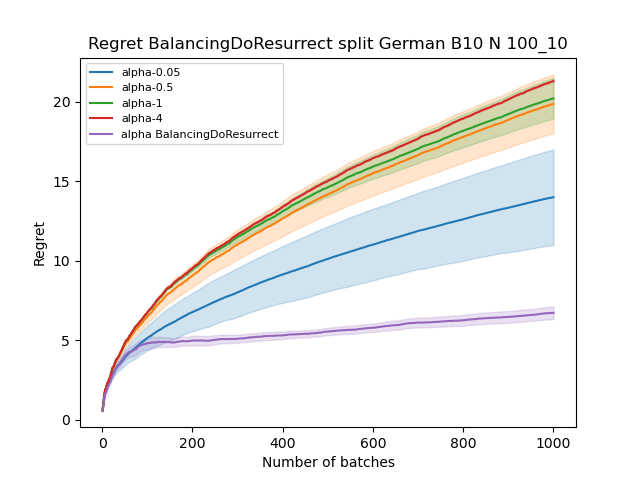 Regret BalancingDoResurrect split German B10 N 100_10
alpha-0.05
alpha-0.5
alpha-1
alpha-4
alpha BalancingDoResurrect
20
15
10
5
0
Regret
0 200 400 600 800 1000
Number of batches